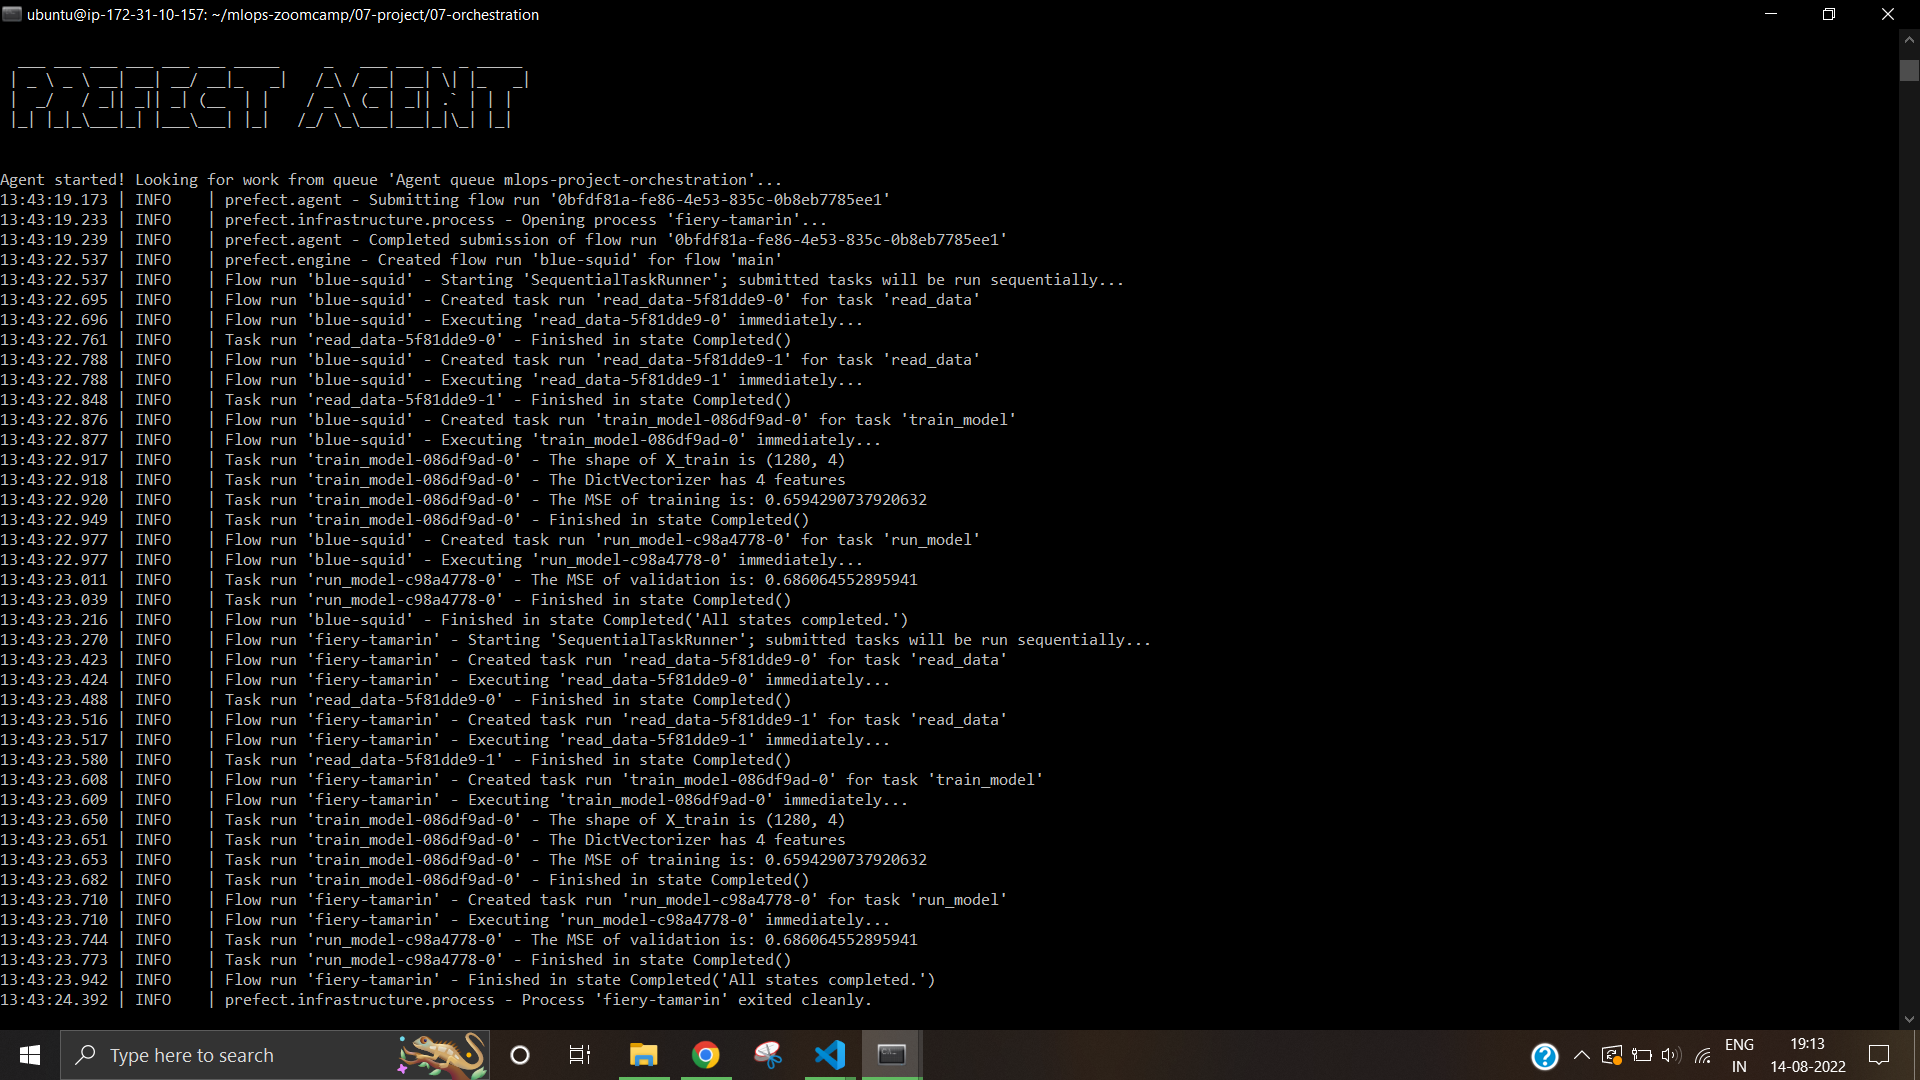 ubuntu@ip-172-31-10-157: ~/mlops-zoomcamp/07-project/07-orchestration
PREFECT AGENT
Agent started! Looking for work from queue 'Agent queue mlops-project-orchestration'...
13:43:19.173 | INFO    | prefect.agent - Submitting flow run '0bfdf81a-fe86-4e53-835c-0b8eb7785ee1'
13:43:19.233 | INFO    | prefect.infrastructure.process - Opening process 'fiery-tamarin'...
13:43:19.239 | INFO    | prefect.agent - Completed submission of flow run '0bfdf81a-fe86-4e53-835c-0b8eb7785ee1'
13:43:22.537 | INFO    | prefect.engine - Created flow run 'blue-squid' for flow 'main'
13:43:22.537 | INFO    | Flow run 'blue-squid' - Starting 'SequentialTaskRunner'; submitted tasks will be run sequentially...
13:43:22.695 | INFO    | Flow run 'blue-squid' - Created task run 'read_data-5f81dde9-0' for task 'read_data'
13:43:22.696 | INFO    | Flow run 'blue-squid' - Executing 'read_data-5f81dde9-0' immediately...
13:43:22.761 | INFO    | Task run 'read_data-5f81dde9-0' - Finished in state Completed()
13:43:22.788 | INFO    | Flow run 'blue-squid' - Created task run 'read_data-5f81dde9-1' for task 'read_data'
13:43:22.788 | INFO    | Flow run 'blue-squid' - Executing 'read_data-5f81dde9-1' immediately...
13:43:22.848 | INFO    | Task run 'read_data-5f81dde9-1' - Finished in state Completed()
13:43:22.876 | INFO    | Flow run 'blue-squid' - Created task run 'train_model-086df9ad-0' for task 'train_model'
13:43:22.877 | INFO    | Flow run 'blue-squid' - Executing 'train_model-086df9ad-0' immediately...
13:43:22.917 | INFO    | Task run 'train_model-086df9ad-0' - The shape of X_train is (1280, 4)
13:43:22.918 | INFO    | Task run 'train_model-086df9ad-0' - The DictVectorizer has 4 features
13:43:22.920 | INFO    | Task run 'train_model-086df9ad-0' - The MSE of training is: 0.6594290737920632
13:43:22.949 | INFO    | Task run 'train_model-086df9ad-0' - Finished in state Completed()
13:43:22.977 | INFO    | Flow run 'blue-squid' - Created task run 'run_model-c98a4778-0' for task 'run_model'
13:43:22.977 | INFO    | Flow run 'blue-squid' - Executing 'run_model-c98a4778-0' immediately...
13:43:23.011 | INFO    | Task run 'run_model-c98a4778-0' - The MSE of validation is: 0.686064552895941
13:43:23.039 | INFO    | Task run 'run_model-c98a4778-0' - Finished in state Completed()
13:43:23.216 | INFO    | Flow run 'blue-squid' - Finished in state Completed('All states completed.')
13:43:23.270 | INFO    | Flow run 'fiery-tamarin' - Starting 'SequentialTaskRunner'; submitted tasks will be run sequentially...
13:43:23.423 | INFO    | Flow run 'fiery-tamarin' - Created task run 'read_data-5f81dde9-0' for task 'read_data'
13:43:23.424 | INFO    | Flow run 'fiery-tamarin' - Executing 'read_data-5f81dde9-0' immediately...
13:43:23.488 | INFO    | Task run 'read_data-5f81dde9-0' - Finished in state Completed()
13:43:23.516 | INFO    | Flow run 'fiery-tamarin' - Created task run 'read_data-5f81dde9-1' for task 'read_data'
13:43:23.517 | INFO    | Flow run 'fiery-tamarin' - Executing 'read_data-5f81dde9-1' immediately...
13:43:23.580 | INFO    | Task run 'read_data-5f81dde9-1' - Finished in state Completed()
13:43:23.608 | INFO    | Flow run 'fiery-tamarin' - Created task run 'train_model-086df9ad-0' for task 'train_model'
13:43:23.609 | INFO    | Flow run 'fiery-tamarin' - Executing 'train_model-086df9ad-0' immediately...
13:43:23.650 | INFO    | Task run 'train_model-086df9ad-0' - The shape of X_train is (1280, 4)
13:43:23.651 | INFO    | Task run 'train_model-086df9ad-0' - The DictVectorizer has 4 features
13:43:23.653 | INFO    | Task run 'train_model-086df9ad-0' - The MSE of training is: 0.6594290737920632
13:43:23.682 | INFO    | Task run 'train_model-086df9ad-0' - Finished in state Completed()
13:43:23.710 | INFO    | Flow run 'fiery-tamarin' - Created task run 'run_model-c98a4778-0' for task 'run_model'
13:43:23.710 | INFO    | Flow run 'fiery-tamarin' - Executing 'run_model-c98a4778-0' immediately...
13:43:23.744 | INFO    | Task run 'run_model-c98a4778-0' - The MSE of validation is: 0.686064552895941
13:43:23.773 | INFO    | Task run 'run_model-c98a4778-0' - Finished in state Completed()
13:43:23.942 | INFO    | Flow run 'fiery-tamarin' - Finished in state Completed('All states completed.')
13:43:24.392 | INFO    | prefect.infrastructure.process - Process 'fiery-tamarin' exited cleanly.
Type here to search
ENG
IN
19:13
14-08-2022